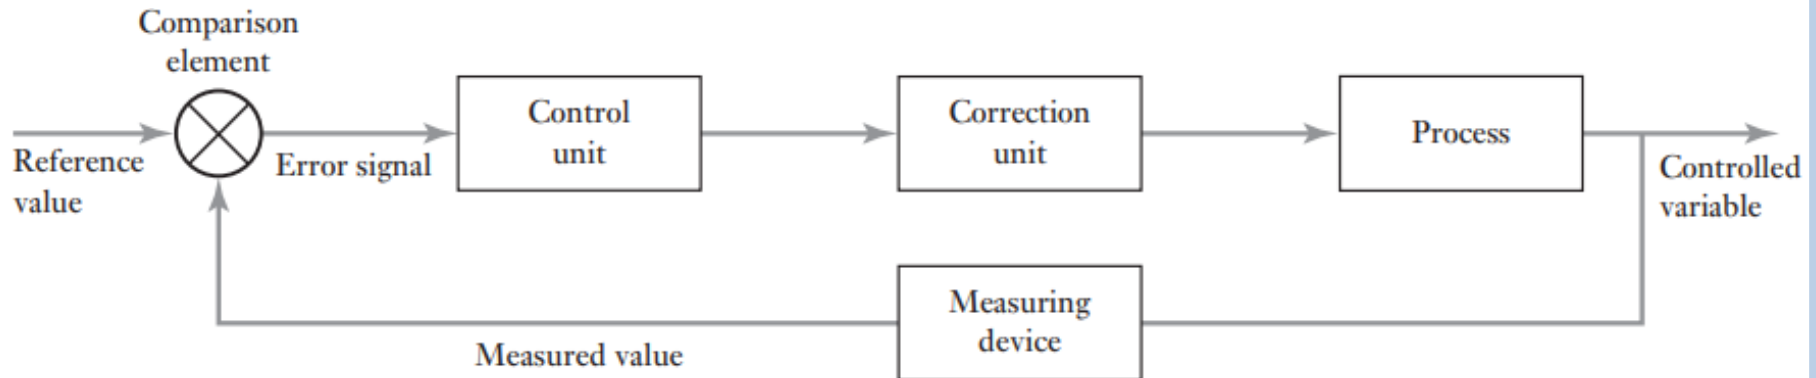 Comparison
element
Control
unit
Correction
unit
Process
Reference
value
Error signal
Controlled
variable
Measuring
device
Measured value